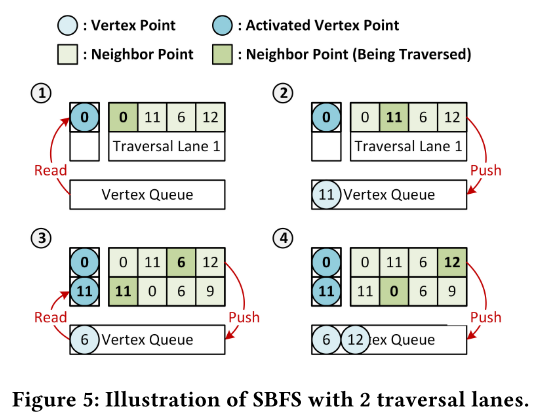 : Vertex Point : Activated Vertex Point
: Neighbor Point : Neighbor Point (Being Traversed)
1
0 0 11 6 12
Traversal Lane 1
Read
Vertex Queue
2
0 0 11 6 12
Traversal Lane 1
Push
11 Vertex Queue
3
0 0 11 6 12
11 11 0 6 9
Read Push
6 Vertex Queue
4
0 0 11 6 12
11 11 0 6 9
Push
6 12 ex Queue
Figure 5: Illustration of SBFS with 2 traversal lanes.